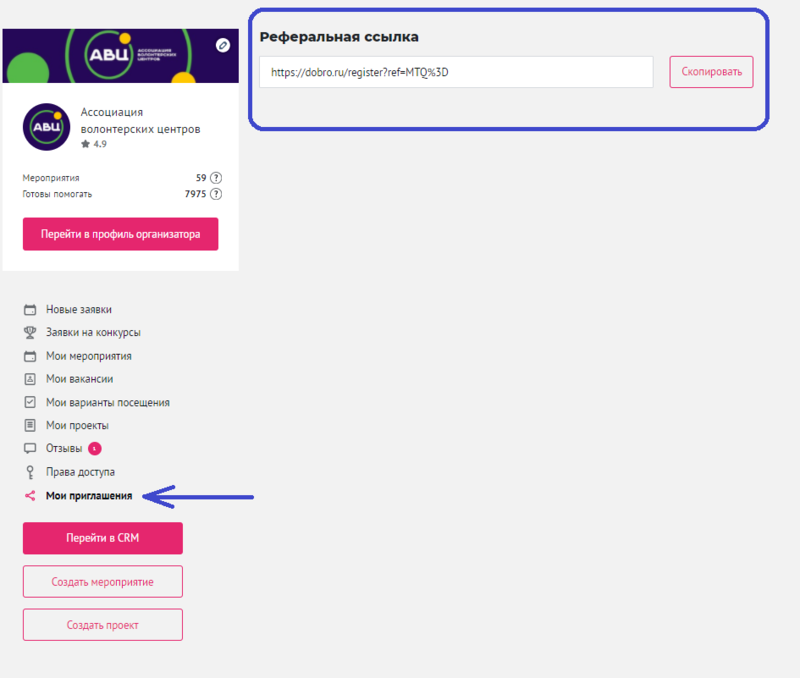 АВЦ
АССОЦИАЦИЯ
ВОЛОНТЕРСКИХ
ЦЕНТРОВ
АВЦ
Ассоциация
волонтерских центров
4.9
Мероприятия 59 ?
Готовы помогать 7975 ?
Перейти в профиль организатора
Новые заявки
Заявки на конкурсы
Мои мероприятия
Мои вакансии
Мои варианты посещения
Мои проекты
Отзывы 1
Права доступа
Мои приглашения
Перейти в CRM
Создать мероприятие
Создать проект
Реферальная ссылка
https://dobro.ru/register?ref=MTQ%3D
Скопировать